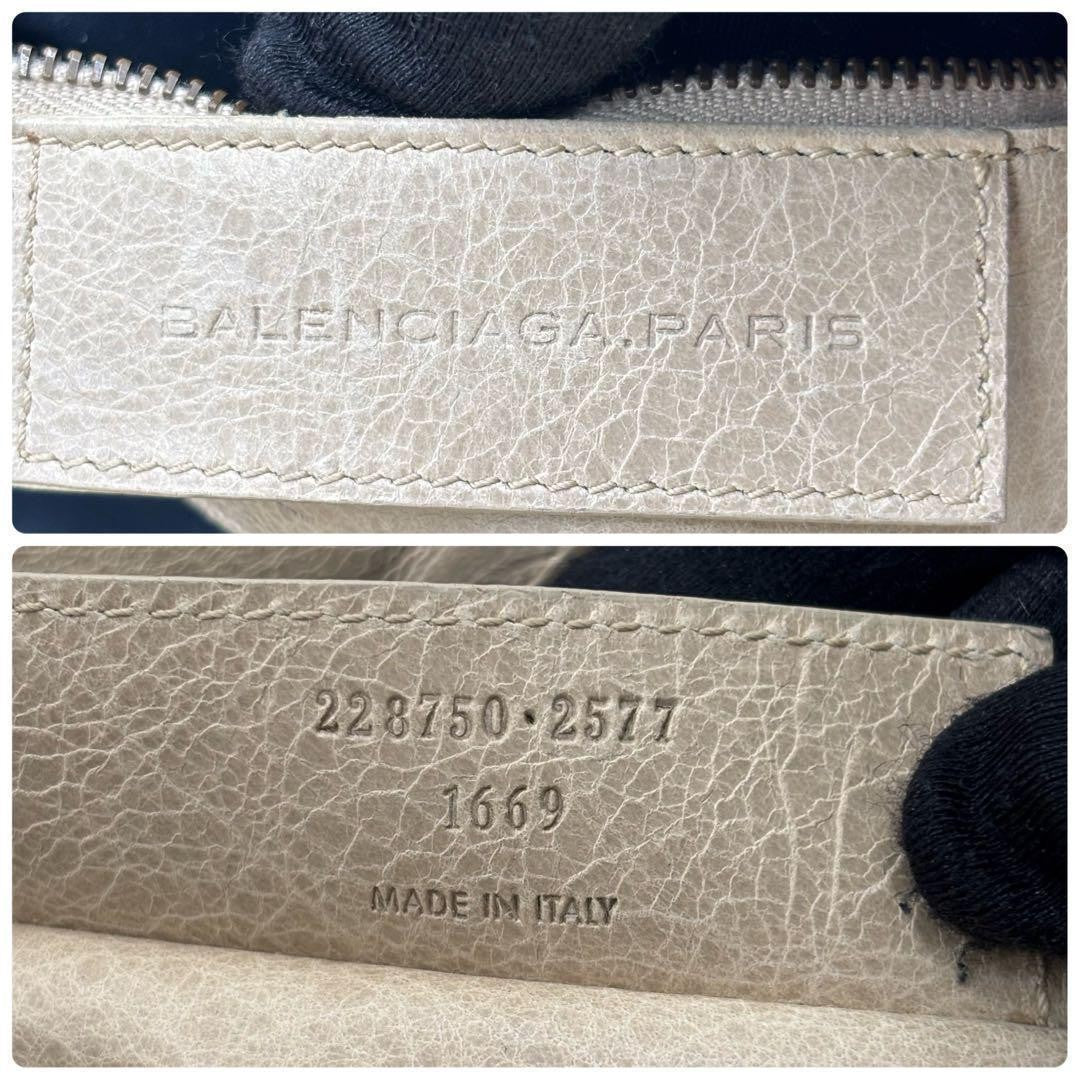 BALENCIAGA.PARIS
228750·2577
1669
MADE IN ITALY